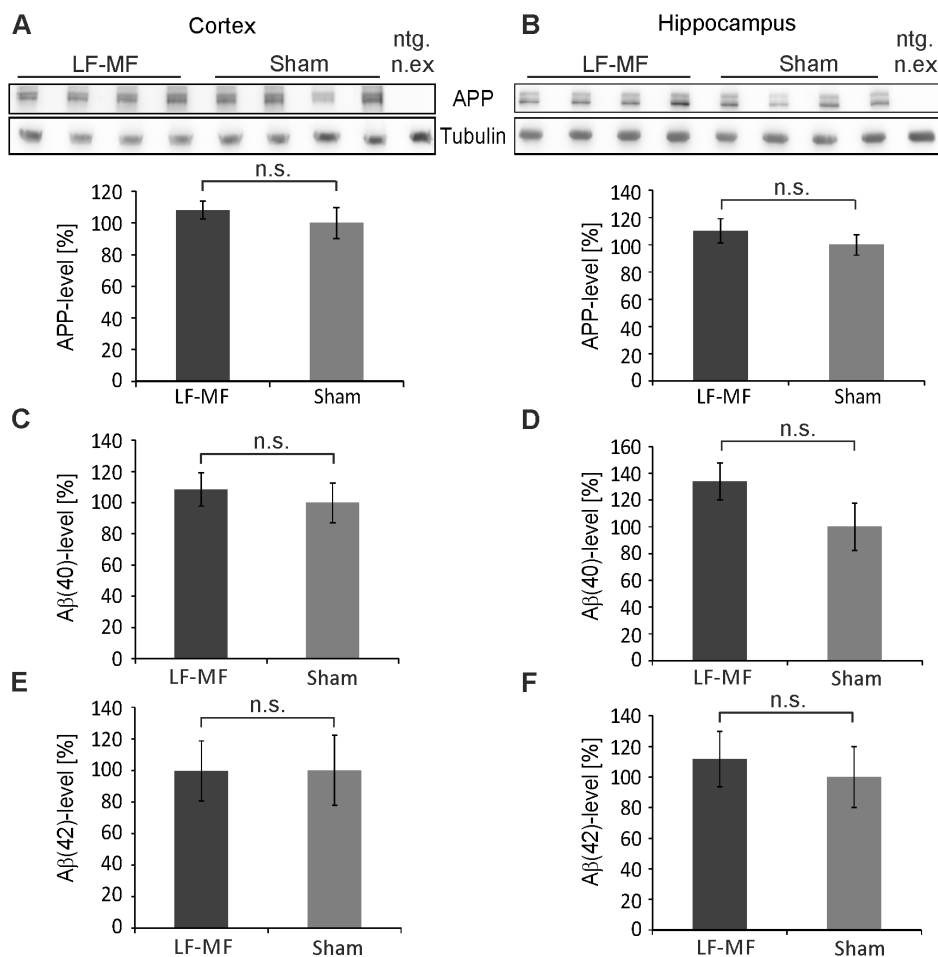 A
Cortex
ntg.
LF-MF
Sham
n.ex
APP
Tubulin
n.s.
APP-level [%]
120
100
80
60
40
20
0
LF-MF
Sham
B
Hippocampus
ntg.
LF-MF
Sham
n.ex
n.s.
APP-level [%]
140
120
100
80
60
40
20
0
LF-MF
Sham
C
n.s.
Aβ(40)-level [%]
140
120
100
80
60
40
20
0
LF-MF
Sham
D
n.s.
Aβ(40)-level [%]
160
140
120
100
80
60
40
20
0
LF-MF
Sham
E
n.s.
Aβ(42)-level [%]
140
120
100
80
60
40
20
0
LF-MF
Sham
F
n.s.
Aβ(42)-level [%]
140
120
100
80
60
40
20
0
LF-MF
Sham